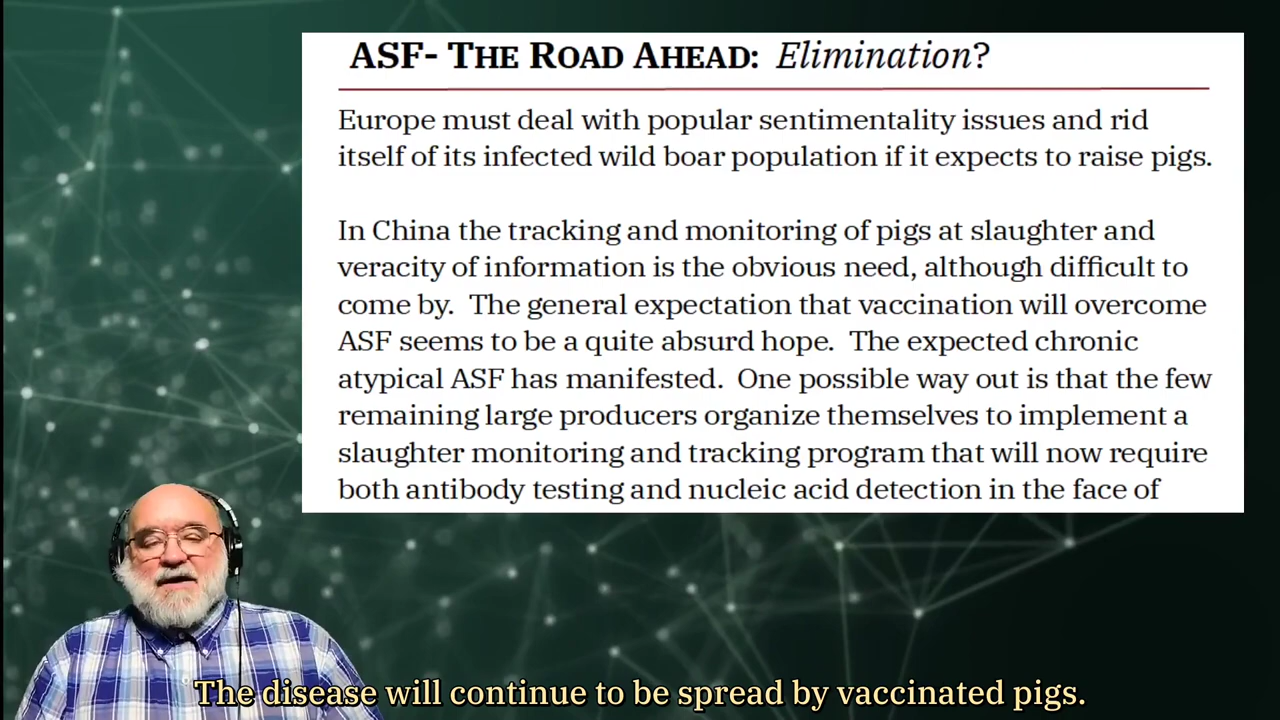 ASF- THE ROAD AHEAD: Elimination?
Europe must deal with popular sentimentality issues and rid
itself of its infected wild boar population if it expects to raise pigs.
In China the tracking and monitoring of pigs at slaughter and
veracity of information is the obvious need, although difficult to
come by. The general expectation that vaccination will overcome
ASF seems to be a quite absurd hope. The expected chronic
atypical ASF has manifested. One possible way out is that the few
remaining large producers organize themselves to implement a
slaughter monitoring and tracking program that will now require
both antibody testing and nucleic acid detection in the face of
The disease will continue to be spread by vaccinated pigs.